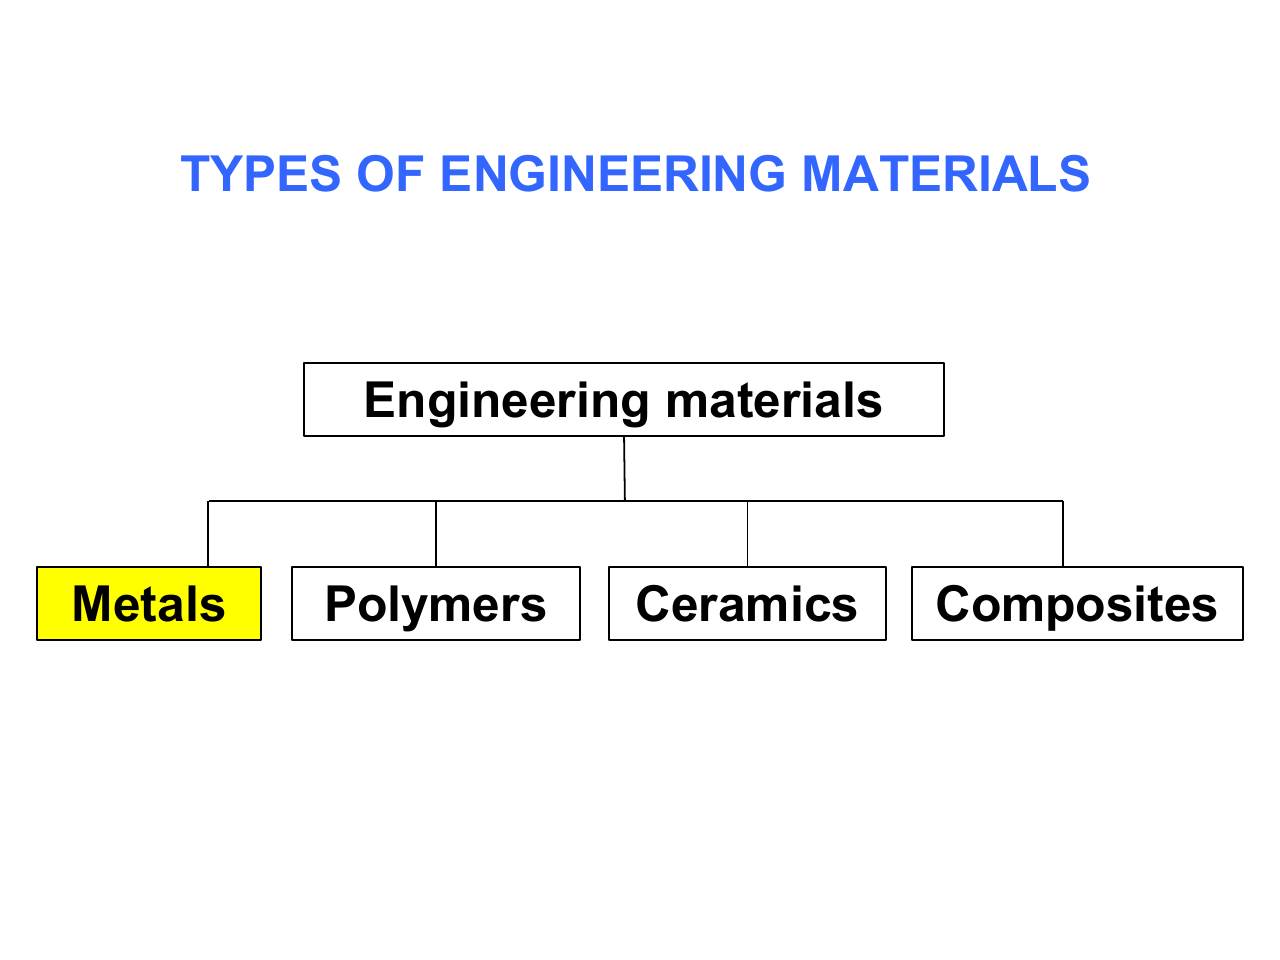 TYPES OF ENGINEERING MATERIALS
Engineering materials
Metals
Polymers
Ceramics
Composites